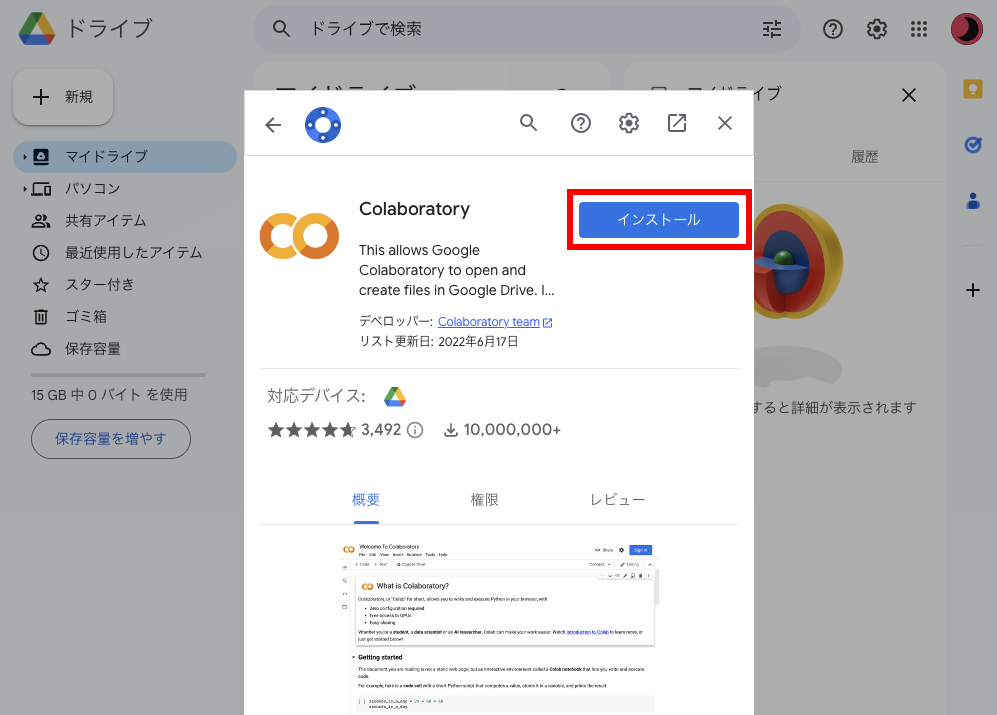 ドライブ
ドライブで検索
新規
マイドライブ
パソコン
共有アイテム
最近使用したアイテム
スター付き
ゴミ箱
保存容量
15 GB 中 0 バイト を使用
保存容量を増やす
マイドライブ
マイドライブ
履歴
すると詳細が表示されます
Colaboratory
インストール
This allows Google
Colaboratory to open and
create files in Google Drive. I...
デベロッパー: Colaboratory team
リスト更新日: 2022年6月17日
対応デバイス:
3,492
10,000,000+
概要
権限
レビュー
Welcome To Colaboratory
File Edit View Insert Runtime Tools Help
Share
Sign in
+ Code + Text Copy to Drive
Connect
Editing
What is Colaboratory?
Colaboratory, or "Colab" for short, allows you to write and execute Python in your browser, with
Zero configuration required
Free access to GPUs
Easy sharing
Whether you're a student, a data scientist or an AI researcher, Colab can make your work easier. Watch Introduction to Colab to learn more, or
just get started below!
Getting started
The document you are reading is not a static web page, but an interactive environment called a Colab notebook that lets you write and execute
code.
For example, here is a code cell with a short Python script that computes a value, stores it in a variable, and prints the result:
[ ] seconds_in_a_day = 24 * 60 * 60
seconds_in_a_day